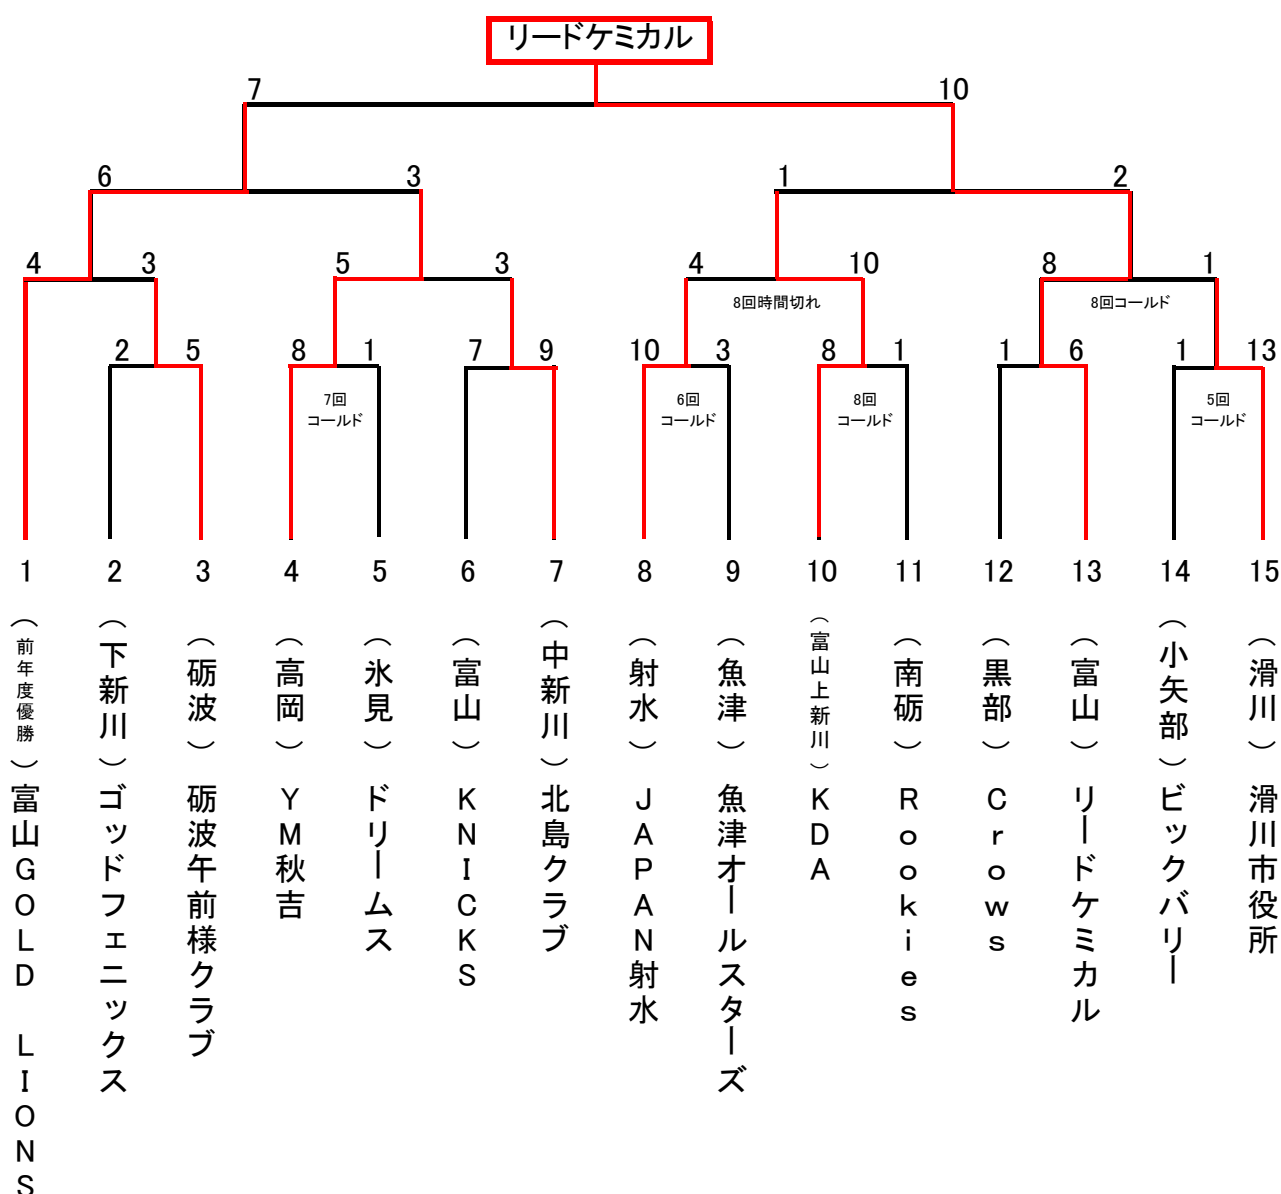 リードケミカル
7 10
6 3 1 2
4 3 5 3 4 10 8 1
8回時間切れ 8回コールド
2 5 8 1 7 9 10 3 8 1 1 6 1 13
7回
コールド
6回
コールド
8回
コールド
5回
コールド
1 2 3 4 5 6 7 8 9 10 11 12 13 14 15
（前年度優勝）富山GOLD LIONS
（下新川）ゴッドフェニックス
（砺波）砺波午前様クラブ
（高岡）YM秋吉
（氷見）ドリームス
（富山）KNICKS
（中新川）北島クラブ
（射水）JAPAN射水
（魚津）魚津オールスターズ
（富山上新川）KDA
（南砺）Rookies
（黒部）Crows
（富山）リードケミカル
（小矢部）ビックバリー
（滑川）滑川市役所